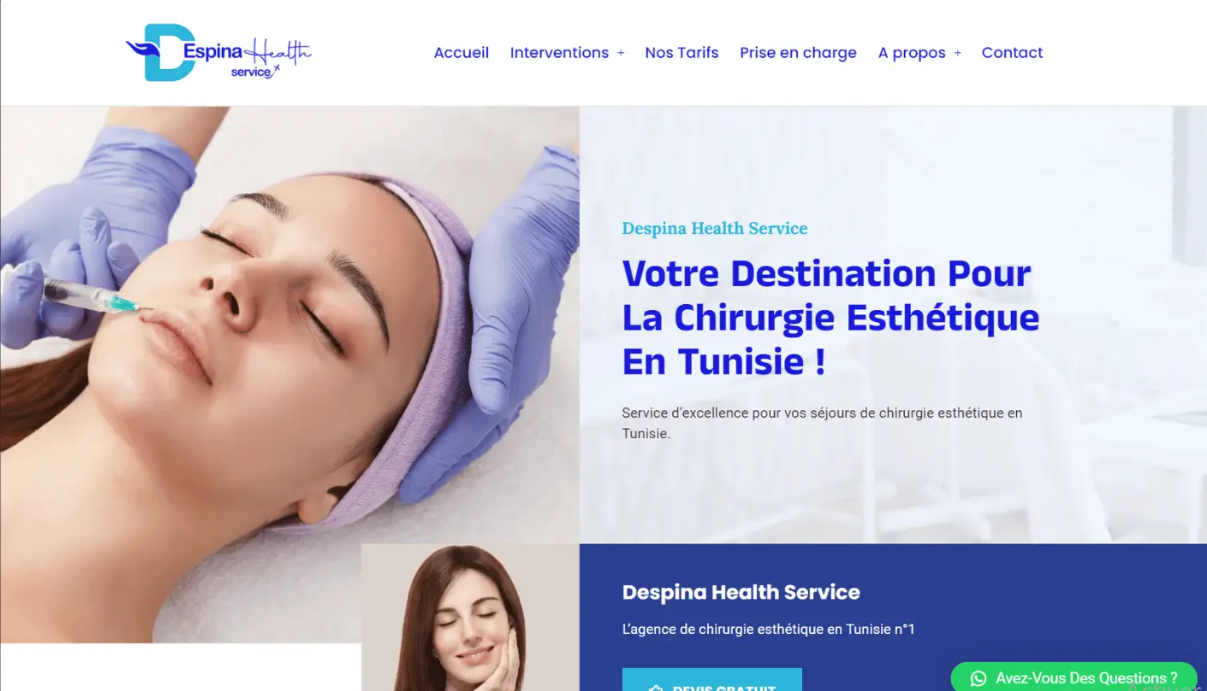 DEspina Health
service
Accueil Interventions + Nos Tarifs Prise en charge A propos + Contact
Despina Health Service
Votre Destination Pour
La Chirurgie Esthétique
En Tunisie !
Service d'excellence pour vos séjours de chirurgie esthétique en
Tunisie.
Despina Health Service
L'agence de chirurgie esthétique en Tunisie n°1
DEVIS GRATUIT
Avez-Vous Des Questions ?